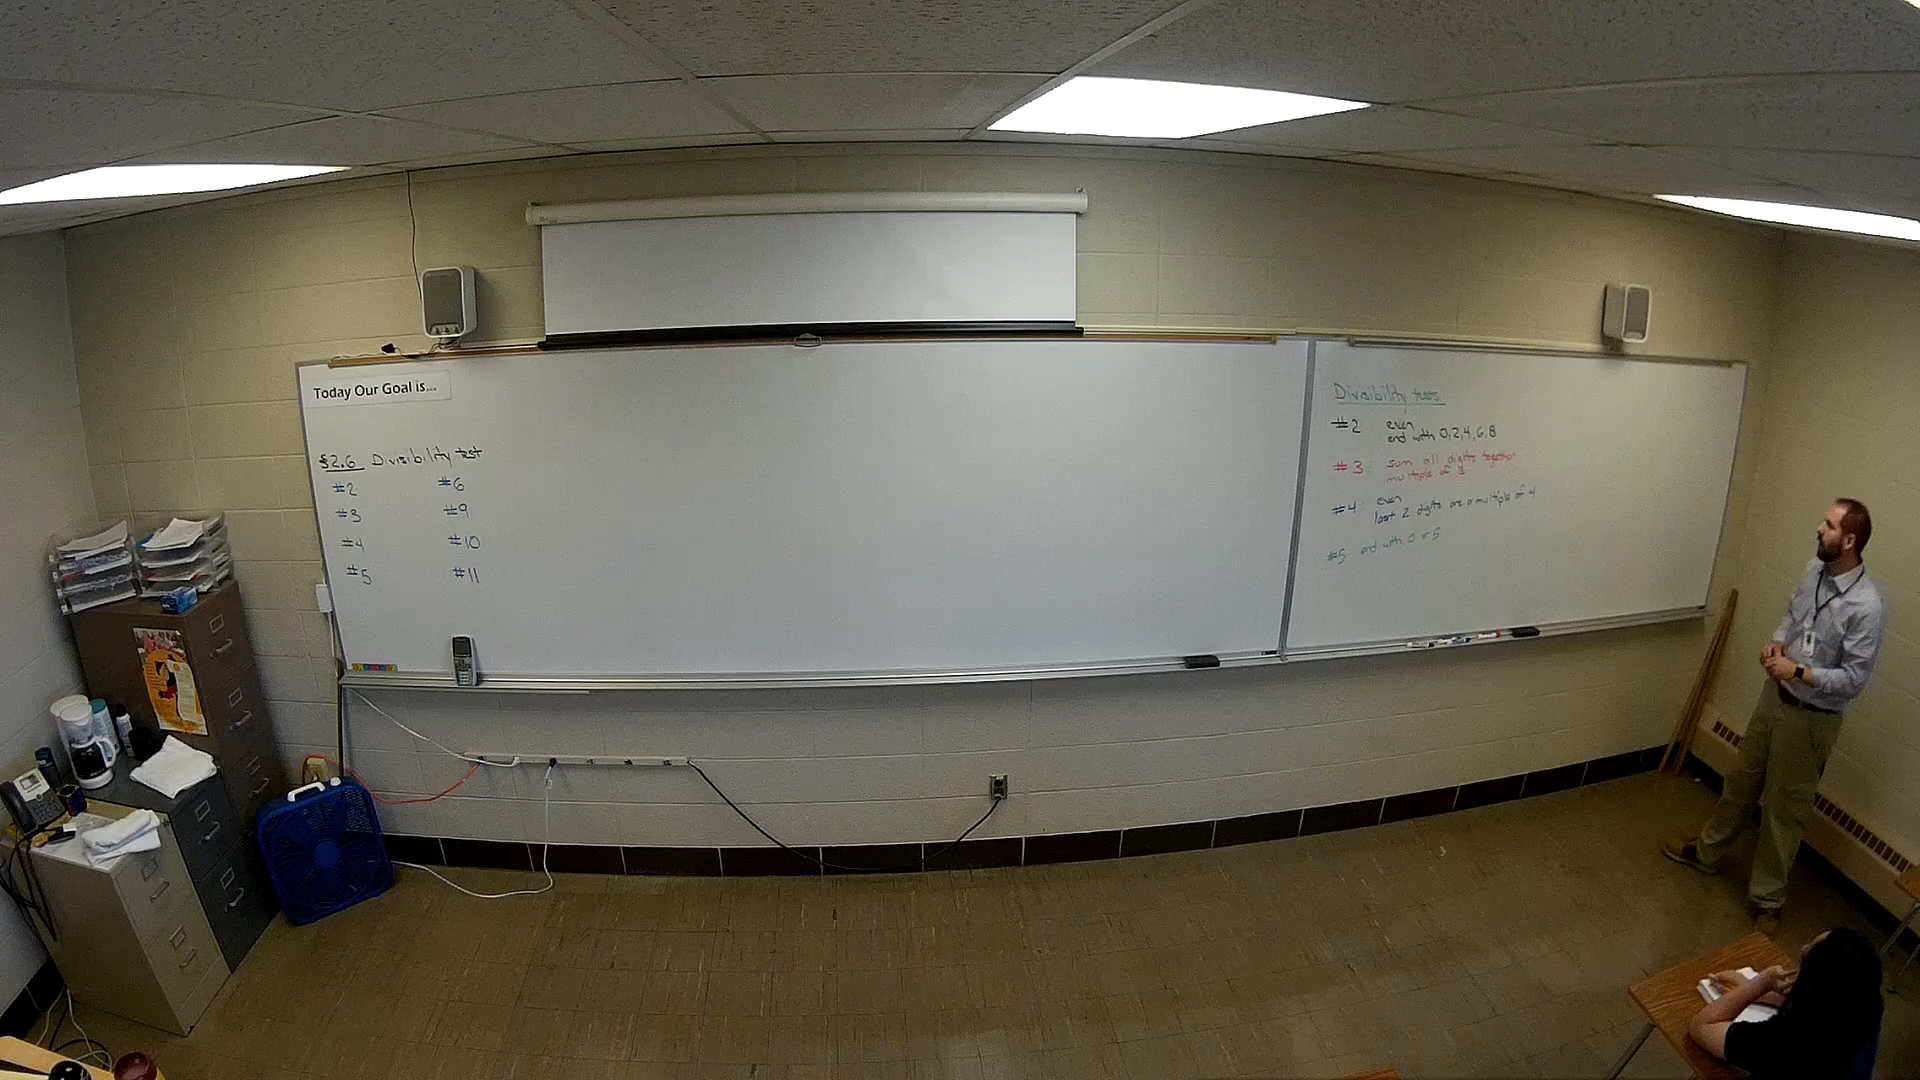 Today Our Goal is...
§2.6 Divisibility test
#2 #6
#3 #9
#4 #10
#5 #11
Divisibility tests
#2 even
end with 0, 2, 4, 6, 8
#3: sum all digits together
multiple of 3
#4: even
last 2 digits are a multiple of 4
#5: end with 0 or 5